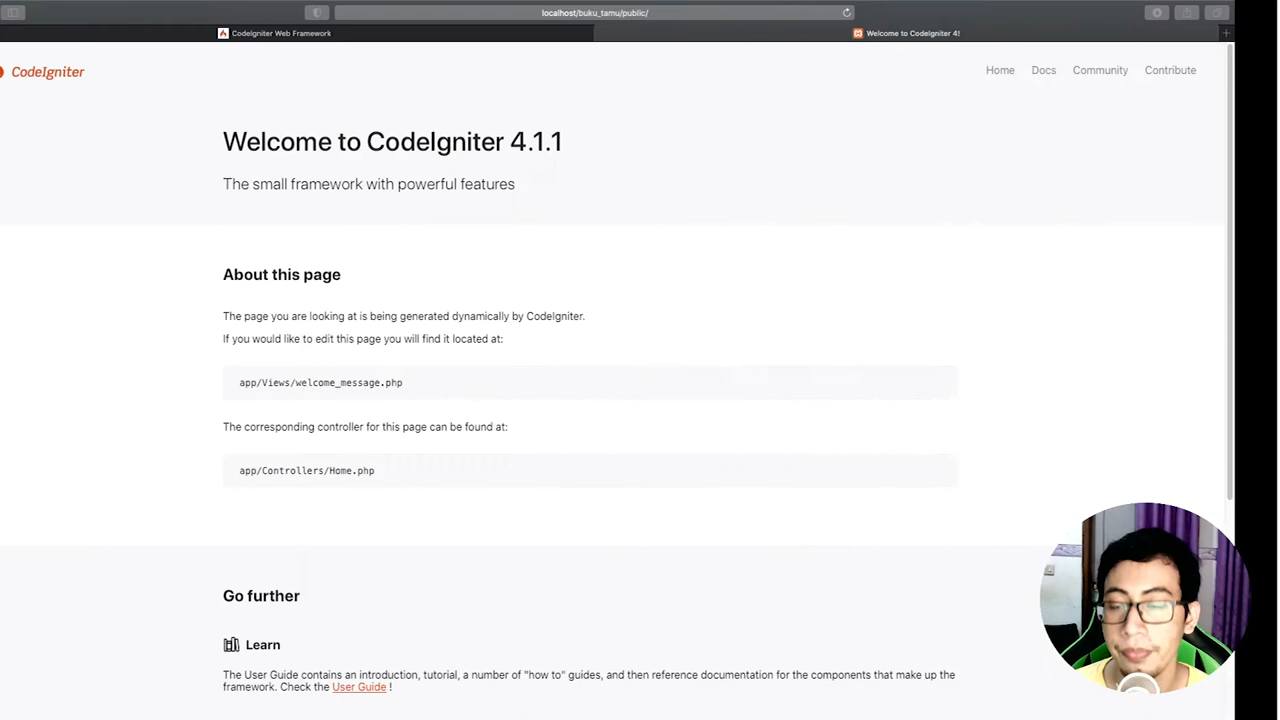 localhost/buku_tamu/public/
CodeIgniter Web Framework
Welcome to CodeIgniter 4!
CodeIgniter
Home Docs Community Contribute
Welcome to CodeIgniter 4.1.1
The small framework with powerful features
About this page
The page you are looking at is being generated dynamically by CodeIgniter.
If you would like to edit this page you will find it located at:
app/Views/welcome_message.php
The corresponding controller for this page can be found at:
app/Controllers/Home.php
Go further
Learn
The User Guide contains an introduction, tutorial, a number of "how to" guides, and then reference documentation for the components that make up the
framework. Check the User Guide !